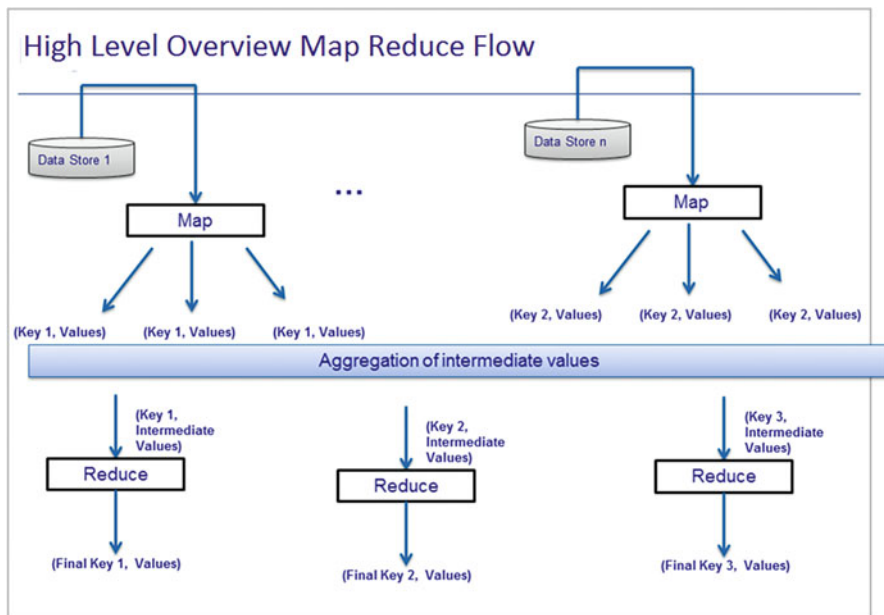 High Level Overview Map Reduce Flow
Data Store 1
Data Store n
...
Map
Map
(Key 1, Values) (Key 1, Values) (Key 1, Values)
(Key 2, Values) (Key 2, Values) (Key 2, Values)
Aggregation of intermediate values
(Key 1,
Intermediate
Values)
(Key 2,
Intermediate
Values)
(Key 3,
Intermediate
Values)
Reduce
Reduce
Reduce
(Final Key 1, Values)
(Final Key 2, Values)
(Final Key 3, Values)